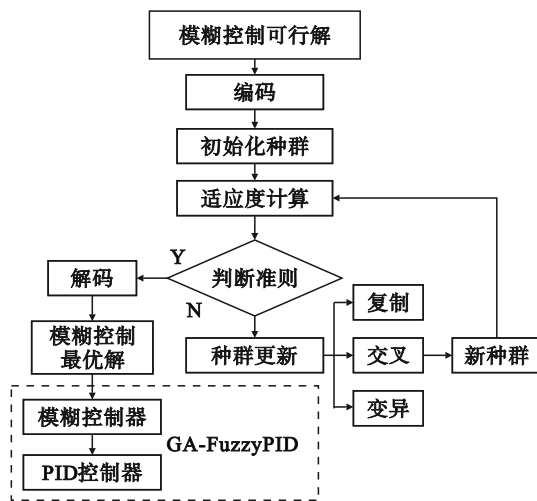 模糊控制可行解
编码
初始化种群
适应度计算
Y
解码
判断准则
N
复制
模糊控制
最优解
种群更新
交叉
新种群
变异
模糊控制器
GA-FuzzyPID
PID控制器